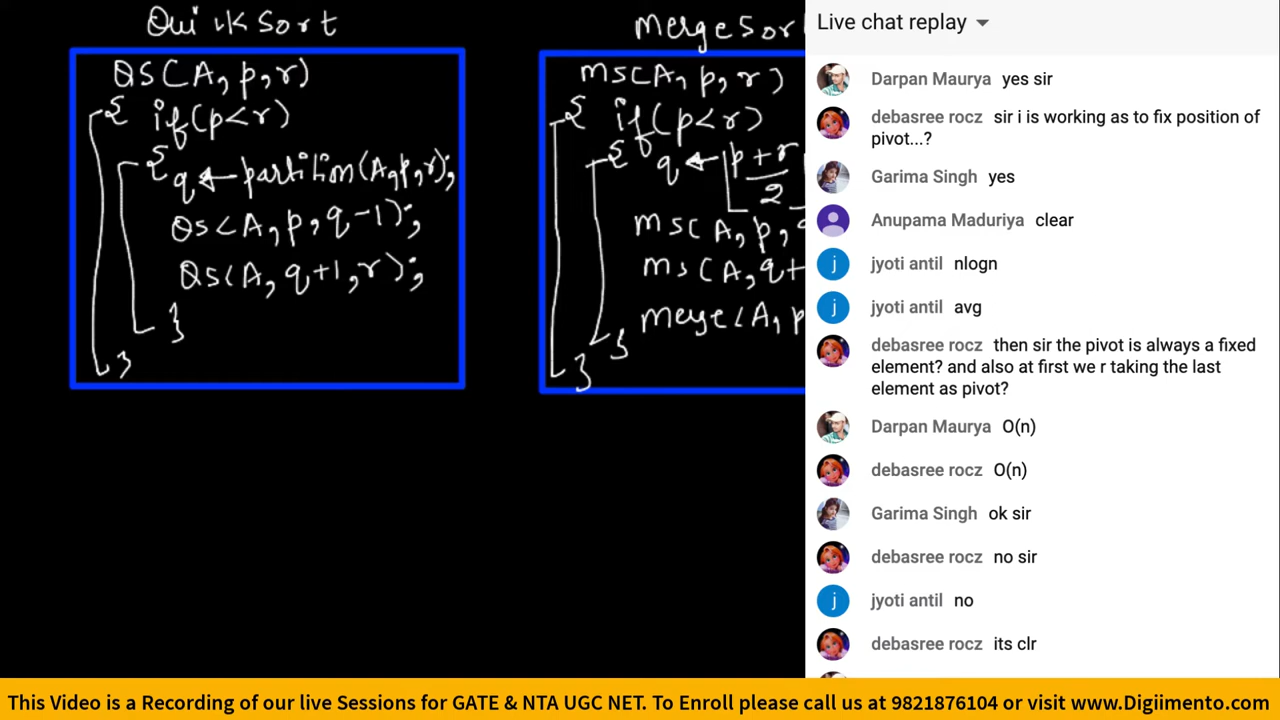 QuickSort
QS(A, p, r)
{ if(p<r)
{ q ← partition(A,p,r);
QS(A, p, q-1);
QS(A, q+1, r);
}
}
MergeSor
MS(A, p, r)
{ if(p<r)
{ q ← p+r
2
MS(A, p, q
MS(A, q+
merge(A, p
}
}
Live chat replay
Darpan Maurya yes sir
debasree rocz sir i is working as to fix position of
pivot...?
Garima Singh yes
Anupama Maduriya clear
j jyoti antil nlogn
j jyoti antil avg
debasree rocz then sir the pivot is always a fixed
element? and also at first we r taking the last
element as pivot?
Darpan Maurya O(n)
debasree rocz O(n)
Garima Singh ok sir
debasree rocz no sir
j jyoti antil no
debasree rocz its clr
This Video is a Recording of our live Sessions for GATE & NTA UGC NET. To Enroll please call us at 9821876104 or visit www.Digiimento.com